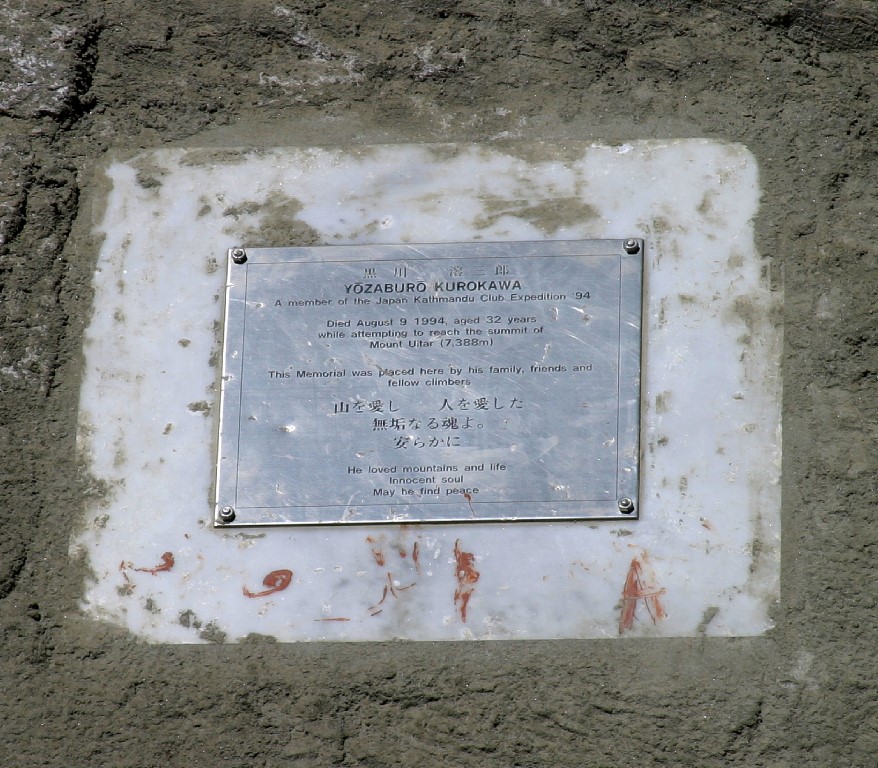 黒川 溶三郎
YŌZABURŌ KUROKAWA
A member of the Japan Kathmandu Club Expedition '94
Died August 9 1994, aged 32 years
while attempting to reach the summit of
Mount Ultar (7,388m)
This Memorial was placed here by his family, friends and
fellow climbers
山を愛し 人を愛した
無垢なる魂よ。
安らかに
He loved mountains and life
Innocent soul
May he find peace